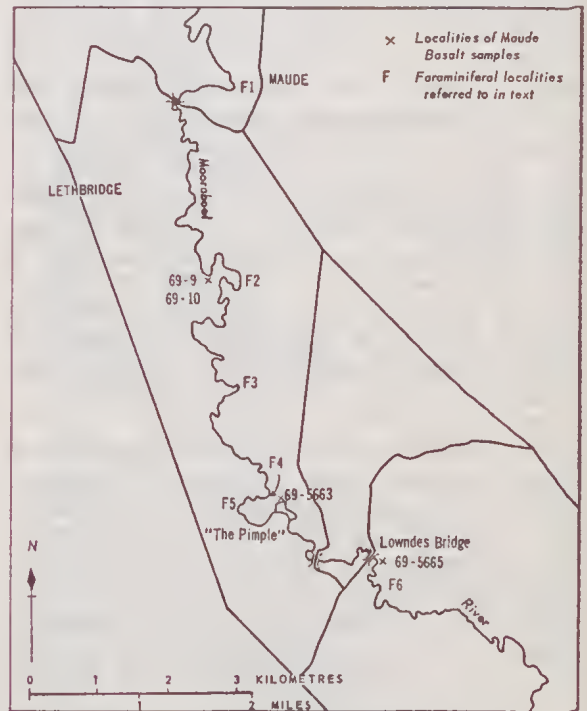 × Localities of Maude
Basalt samples
F Foraminiferal localities
referred to in text
F1
MAUDE
Moorabool
LETHBRIDGE
69-9
69-10
F2
F3
F4
69-5663
F5
"The Pimple"
Lowndes Bridge
69-5665
F6
River
N
0 1 2 3 KILOMETRES
0 2 MILES